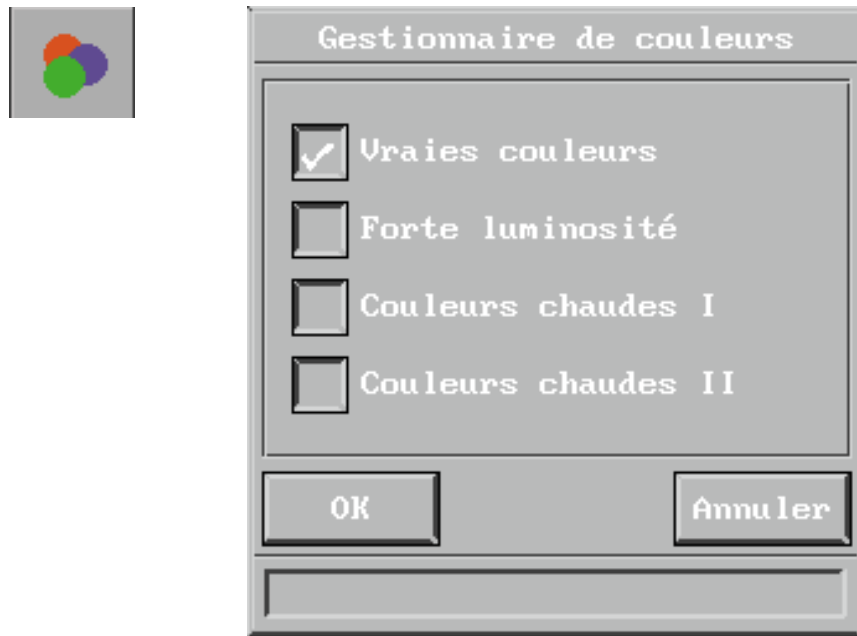 Gestionnaire de couleurs
Vraies couleurs
Forte luminosité
Couleurs chaudes I
Couleurs chaudes II
OK
Annuler